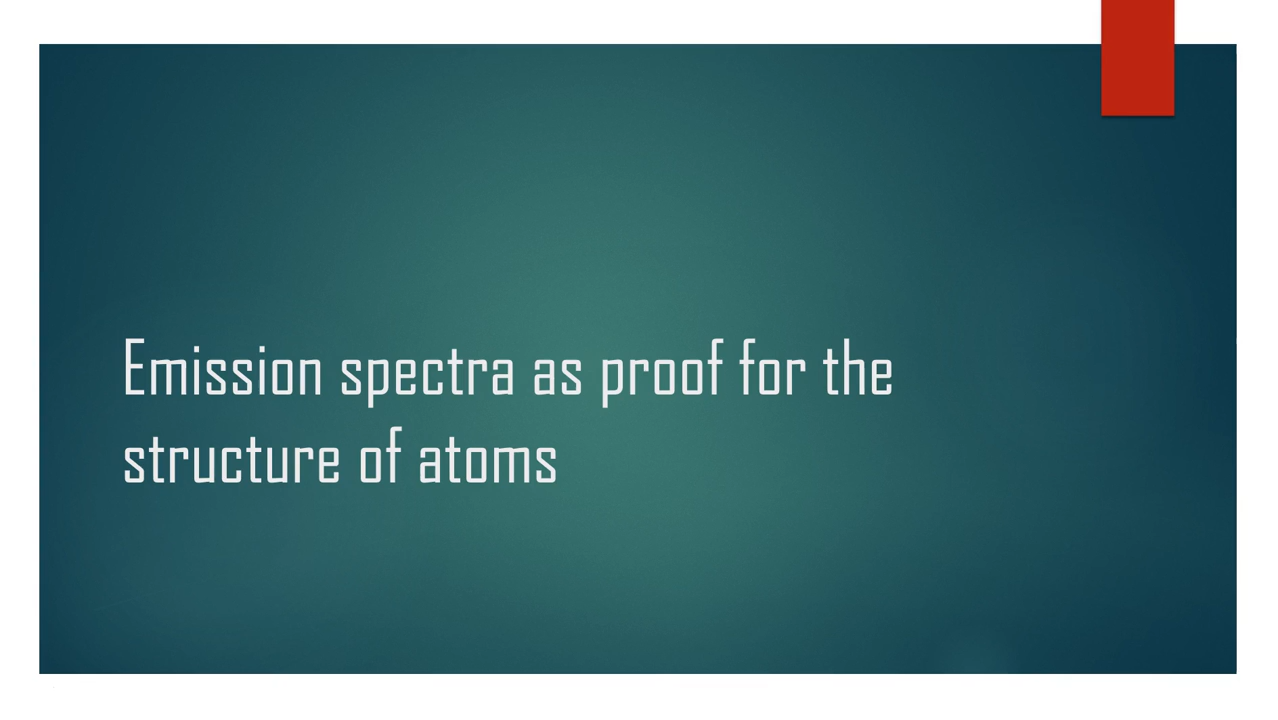 Emission spectra as proof for the
structure of atoms